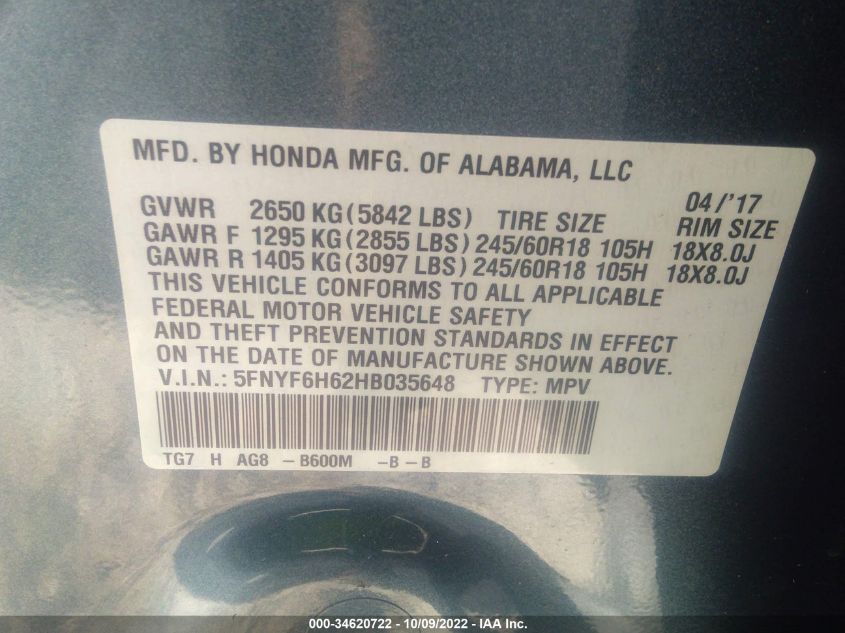 MFD. BY HONDA MFG. OF ALABAMA, LLC
04/'17
GVWR 2650 KG(5842 LBS) TIRE SIZE RIM SIZE
GAWR F 1295 KG(2855 LBS) 245/60R18 105H 18X8.0J
GAWR R 1405 KG(3097 LBS) 245/60R18 105H 18X8.0J
THIS VEHICLE CONFORMS TO ALL APPLICABLE
FEDERAL MOTOR VEHICLE SAFETY
AND THEFT PREVENTION STANDARDS IN EFFECT
ON THE DATE OF MANUFACTURE SHOWN ABOVE.
V.I.N.: 5FNYF6H62HB035648 TYPE: MPV
TG7 H AG8 -B600M -B-B
000-34620722 - 10/09/2022 - IAA Inc.